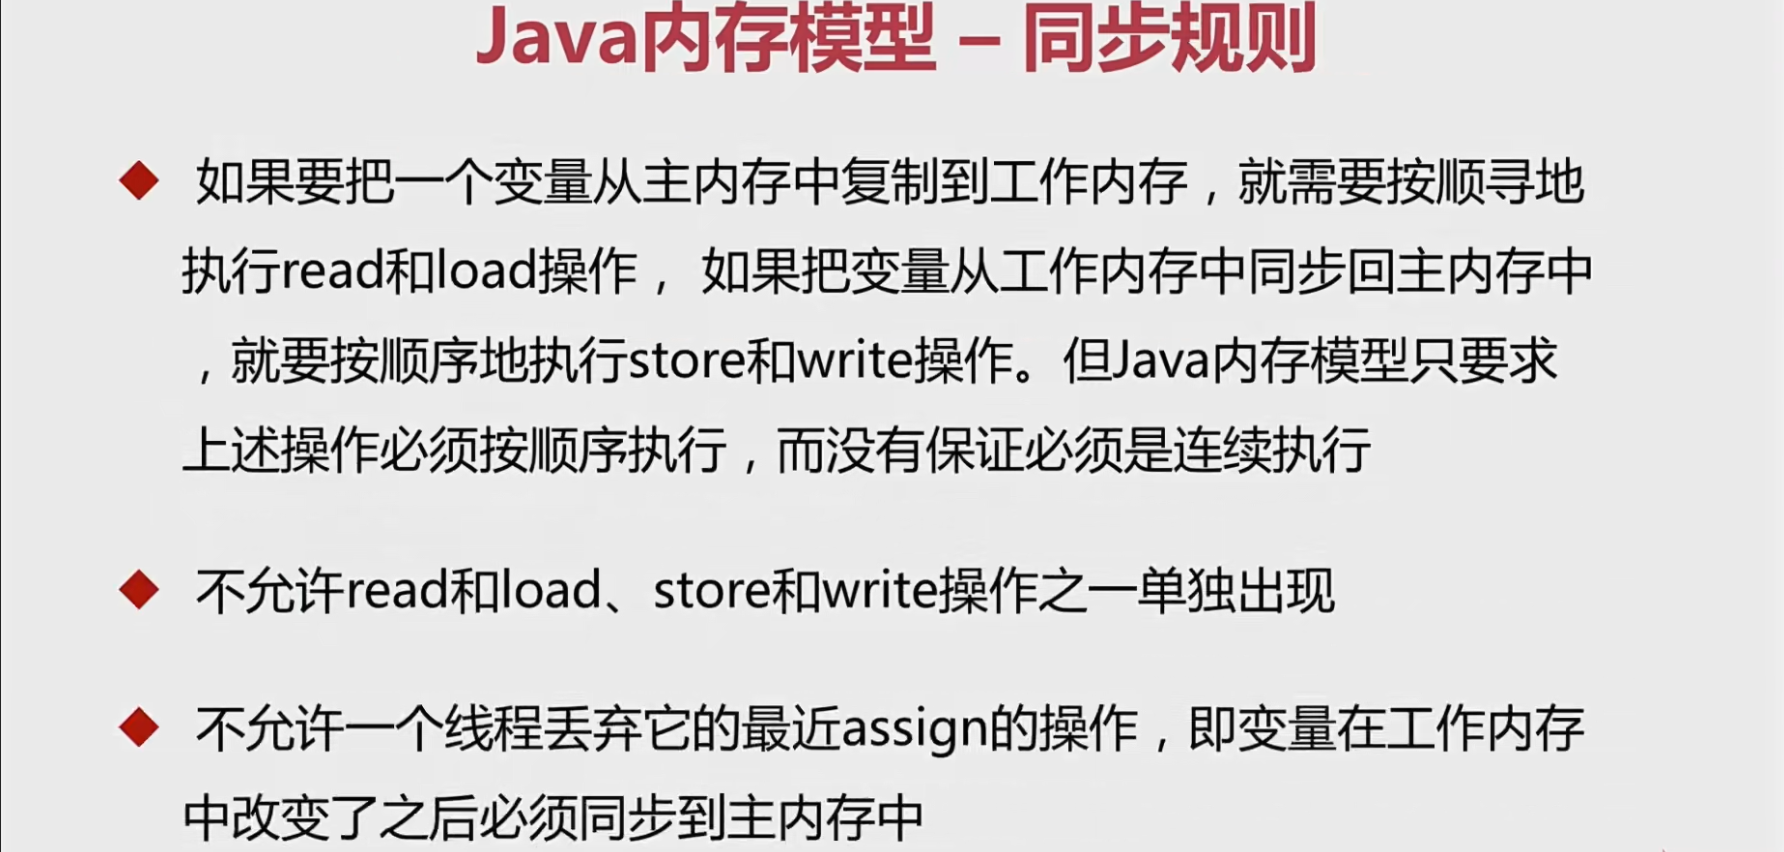 Java内存模型 – 同步规则
如果要把一个变量从主内存中复制到工作内存，就需要按顺寻地
执行read和load操作， 如果把变量从工作内存中同步回主内存中
，就要按顺序地执行store和write操作。但Java内存模型只要求
上述操作必须按顺序执行，而没有保证必须是连续执行
不允许read和load、store和write操作之一单独出现
不允许一个线程丢弃它的最近assign的操作，即变量在工作内存
中改变了之后必须同步到主内存中